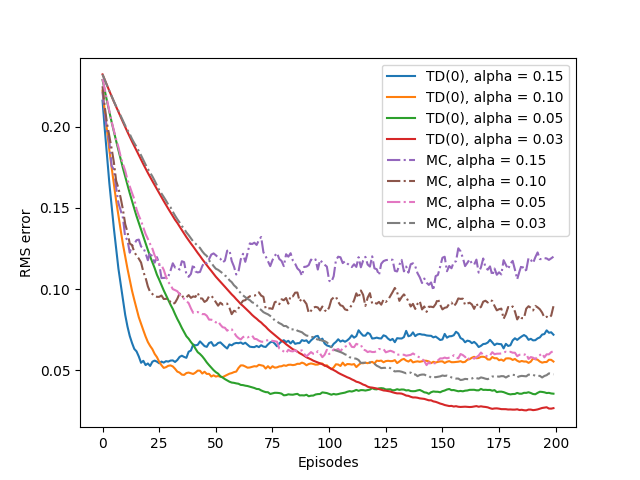 TD(0), alpha = 0.15
TD(0), alpha = 0.10
TD(0), alpha = 0.05
TD(0), alpha = 0.03
MC, alpha = 0.15
MC, alpha = 0.10
MC, alpha = 0.05
MC, alpha = 0.03
RMS error
0.20
0.15
0.10
0.05
0 25 50 75 100 125 150 175 200
Episodes